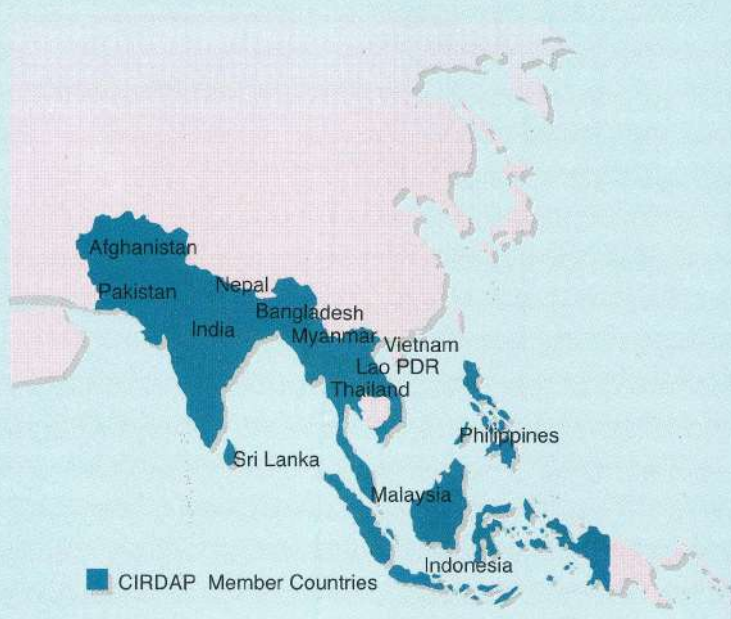 Afghanistan
Pakistan
Nepal
Bangladesh
India
Myanmar
Vietnam
Lao PDR
Thailand
Philippines
Sri Lanka
Malaysia
Indonesia
CIRDAP Member Countries